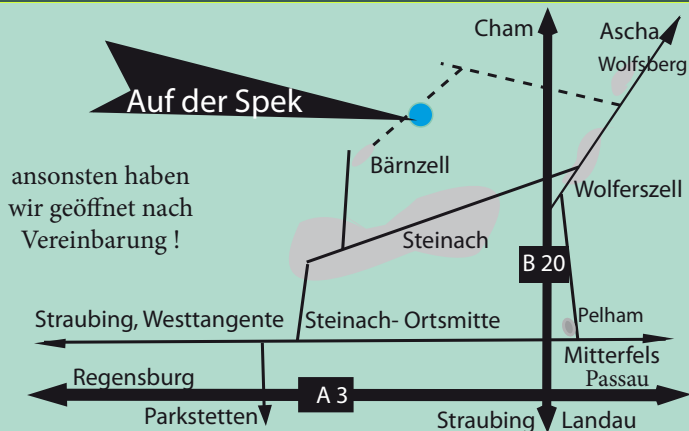 Cham
Ascha
Wolfsberg
Auf der Spek
Bärnzell
ansonsten haben
wir geöffnet nach
Vereinbarung !
Wolferszell
Steinach
B 20
Pelham
Straubing, Westtangente
Steinach- Ortsmitte
Mitterfels
Regensburg
Passau
A 3
Parkstetten
Straubing
Landau